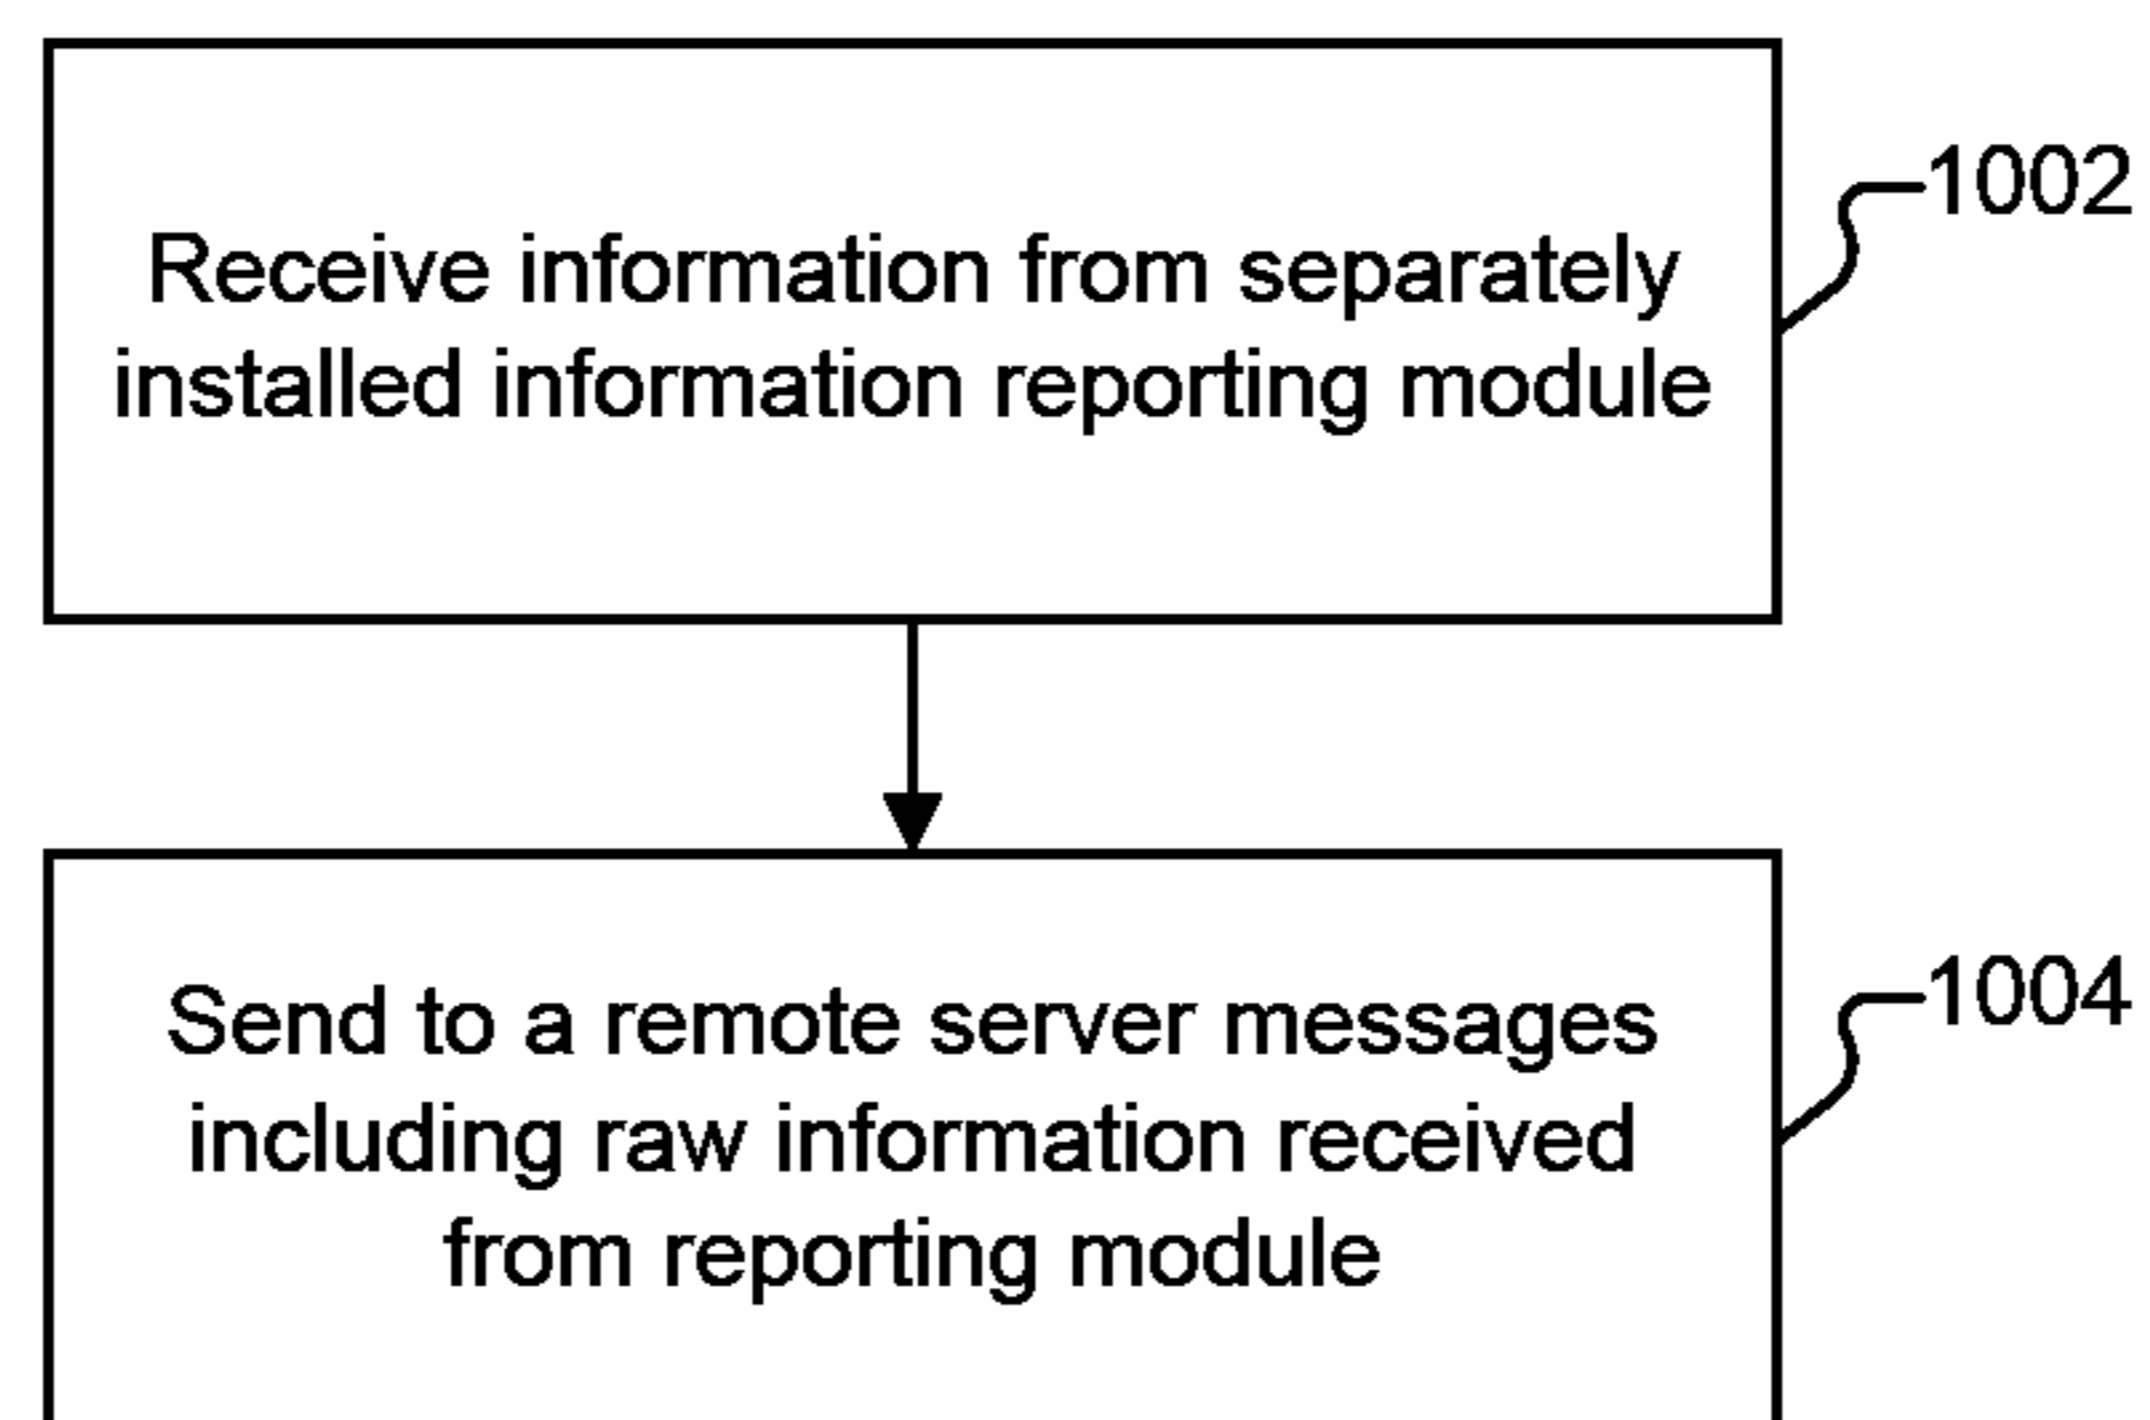 Receive information from separately
installed information reporting module
1002
Send to a remote server messages
including raw information received
from reporting module
1004